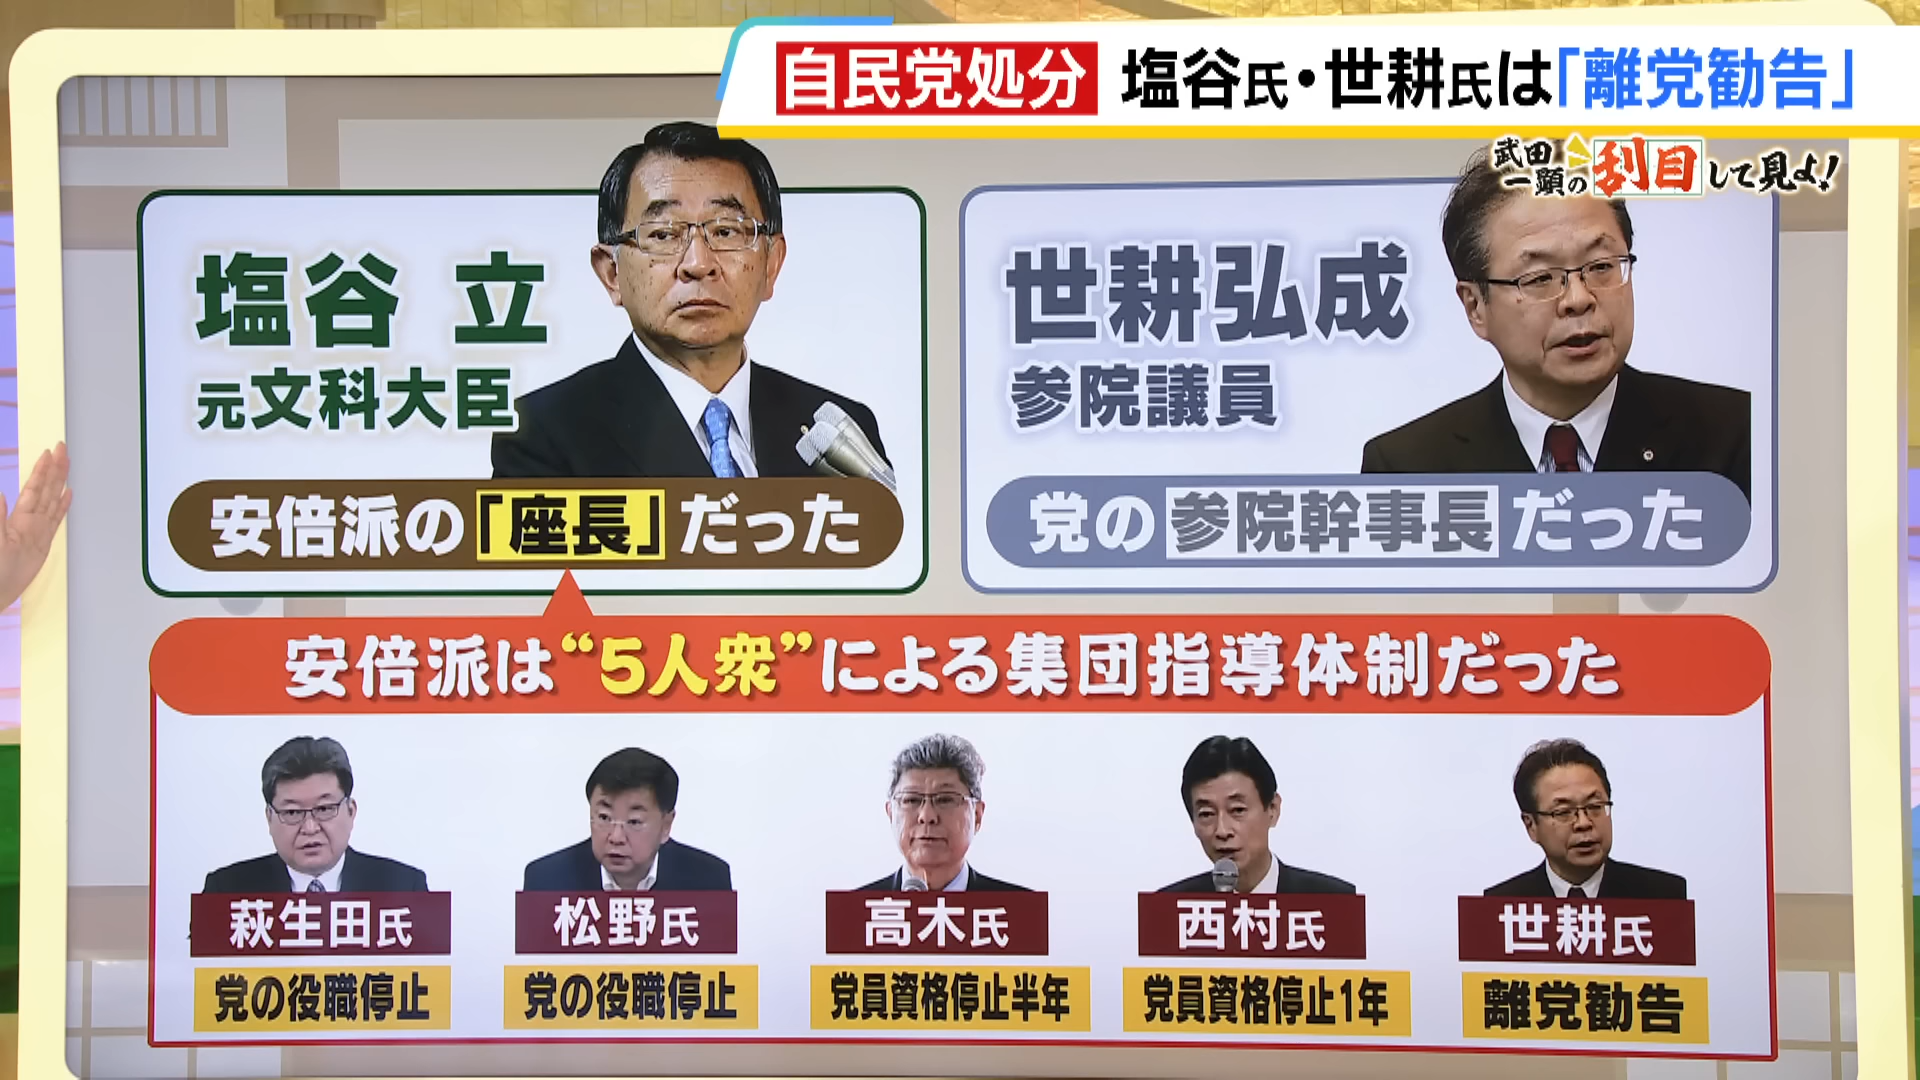 自民党処分 塩谷氏・世耕氏は「離党勧告」
武田一顕の刮目して見よ!
塩谷 立
元文科大臣
安倍派の「座長」だった
世耕弘成
参院議員
党の参院幹事長だった
安倍派は“5人衆”による集団指導体制だった
萩生田氏
党の役職停止
松野氏
党の役職停止
高木氏
党員資格停止半年
西村氏
党員資格停止1年
世耕氏
離党勧告